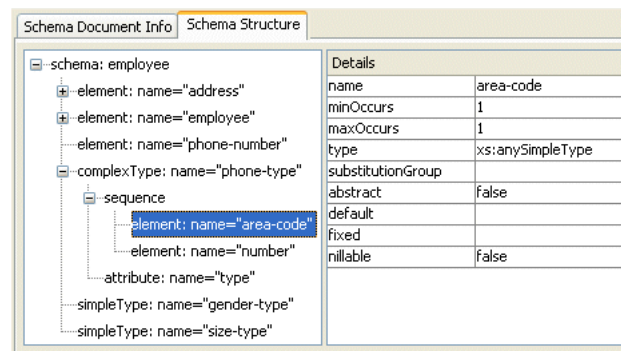 Schema Document Info
Schema Structure
schema: employee
element: name="address"
element: name="employee"
element: name="phone-number"
complexType: name="phone-type"
sequence
element: name="area-code"
element: name="number"
attribute: name="type"
simpleType: name="gender-type"
simpleType: name="size-type"
Details
name area-code
minOccurs 1
maxOccurs 1
type xs:anySimpleType
substitutionGroup
abstract false
default
fixed
nillable false